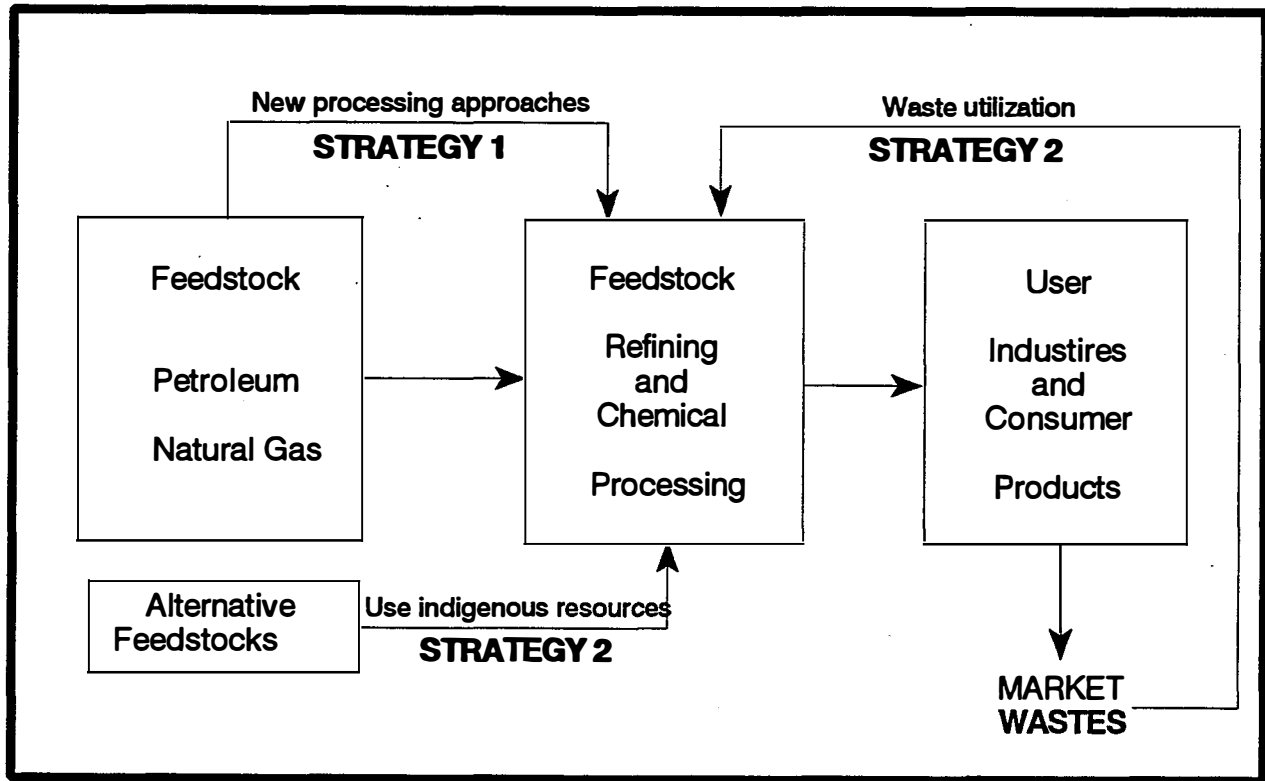 New processing approaches
STRATEGY 1
Waste utilization
STRATEGY 2
Feedstock
Petroleum
Natural Gas
Feedstock
Refining
and
Chemical
Processing
User
Industires
and
Consumer
Products
Alternative
Feedstocks
Use indigenous resources
STRATEGY 2
MARKET
WASTES